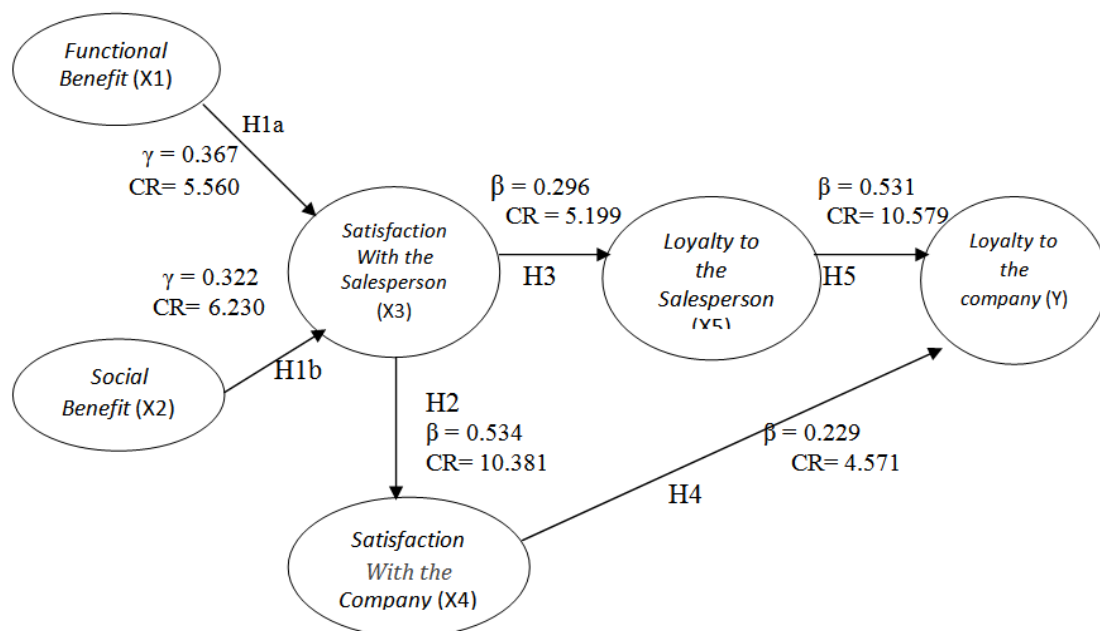 Functional
Benefit (X1)
H1a
γ = 0.367
CR= 5.560
β = 0.296
CR = 5.199
β = 0.531
CR= 10.579
Satisfaction
With the
Salesperson
(X3)
Loyalty to
the
Salesperson
(X5)
Loyalty to
the
company (Y)
H3
H5
γ = 0.322
CR= 6.230
H1b
Social
Benefit (X2)
H2
β = 0.534
CR= 10.381
β = 0.229
CR= 4.571
H4
Satisfaction
With the
Company (X4)